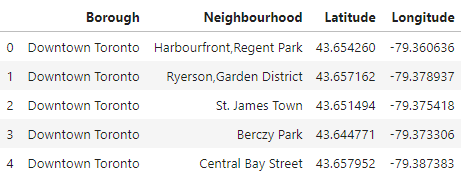 Borough Neighbourhood Latitude Longitude
0 Downtown Toronto Harbourfront,Regent Park 43.654260 -79.360636
1 Downtown Toronto Ryerson,Garden District 43.657162 -79.378937
2 Downtown Toronto St. James Town 43.651494 -79.375418
3 Downtown Toronto Berczy Park 43.644771 -79.373306
4 Downtown Toronto Central Bay Street 43.657952 -79.387383